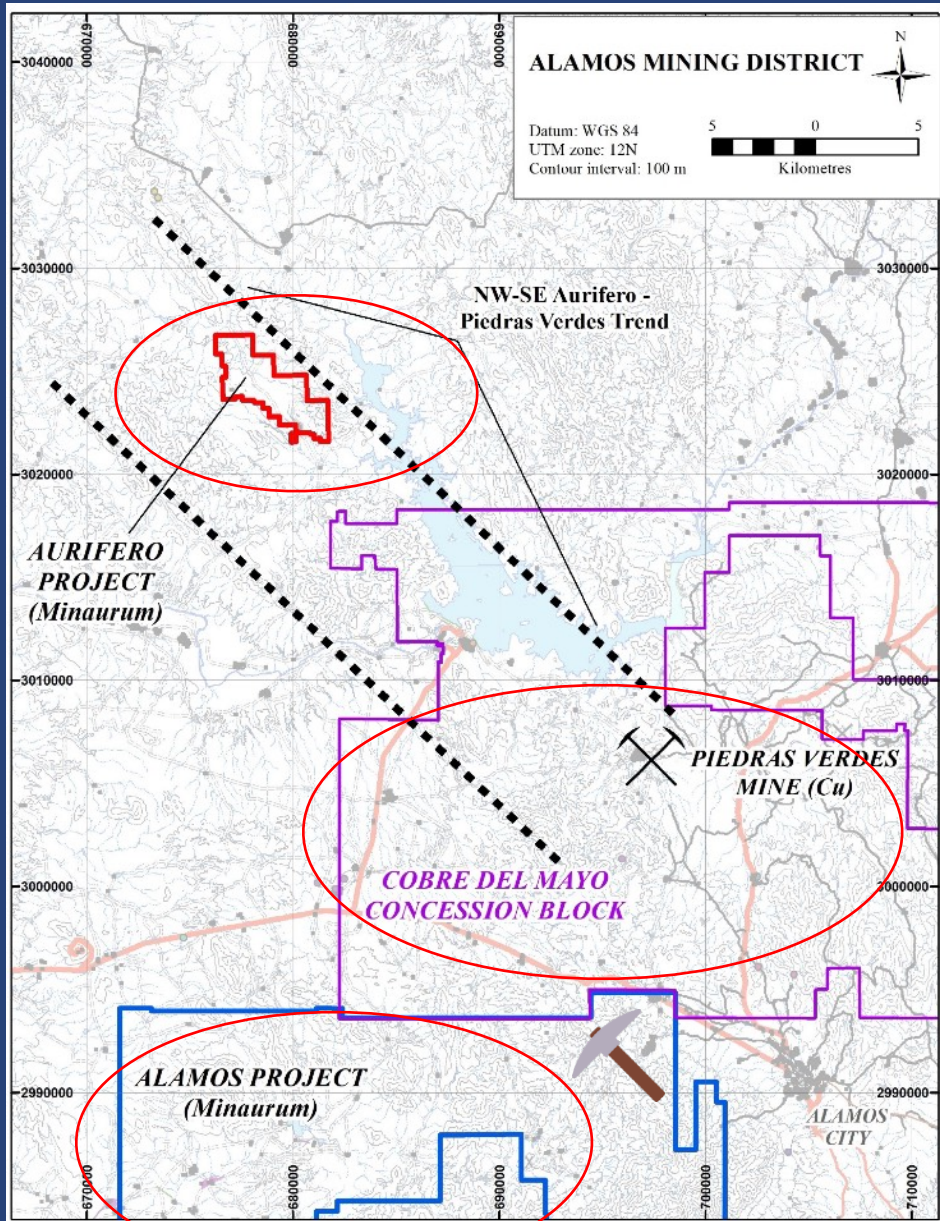 670000
680000
690000
3040000
ALAMOS MINING DISTRICT
N
Datum: WGS 84
UTM zone: 12N
Contour interval: 100 m
5 0 5
Kilometres
3030000
3030000
NW-SE Aurifero -
Piedras Verdes Trend
3020000
3020000
AURIFERO
PROJECT
(Minaurum)
3010000
3010000
PIEDRAS VERDES
MINE (Cu)
3000000
3000000
COBRE DEL MAYO
CONCESSION BLOCK
ALAMOS PROJECT
(Minaurum)
2990000
2990000
ALAMOS
CITY
670000
680000
690000
700000
710000